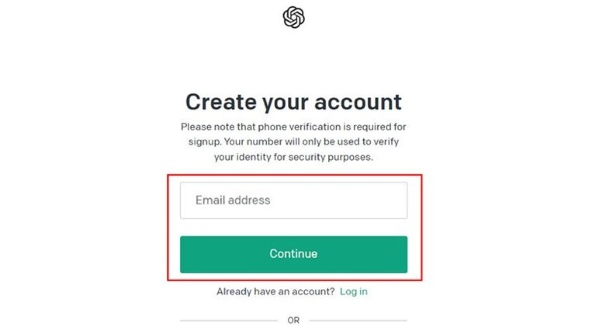 Create your account
Please note that phone verification is required for
signup. Your number will only be used to verify
your identity for security purposes.
Email address
Continue
Already have an account? Log in
OR